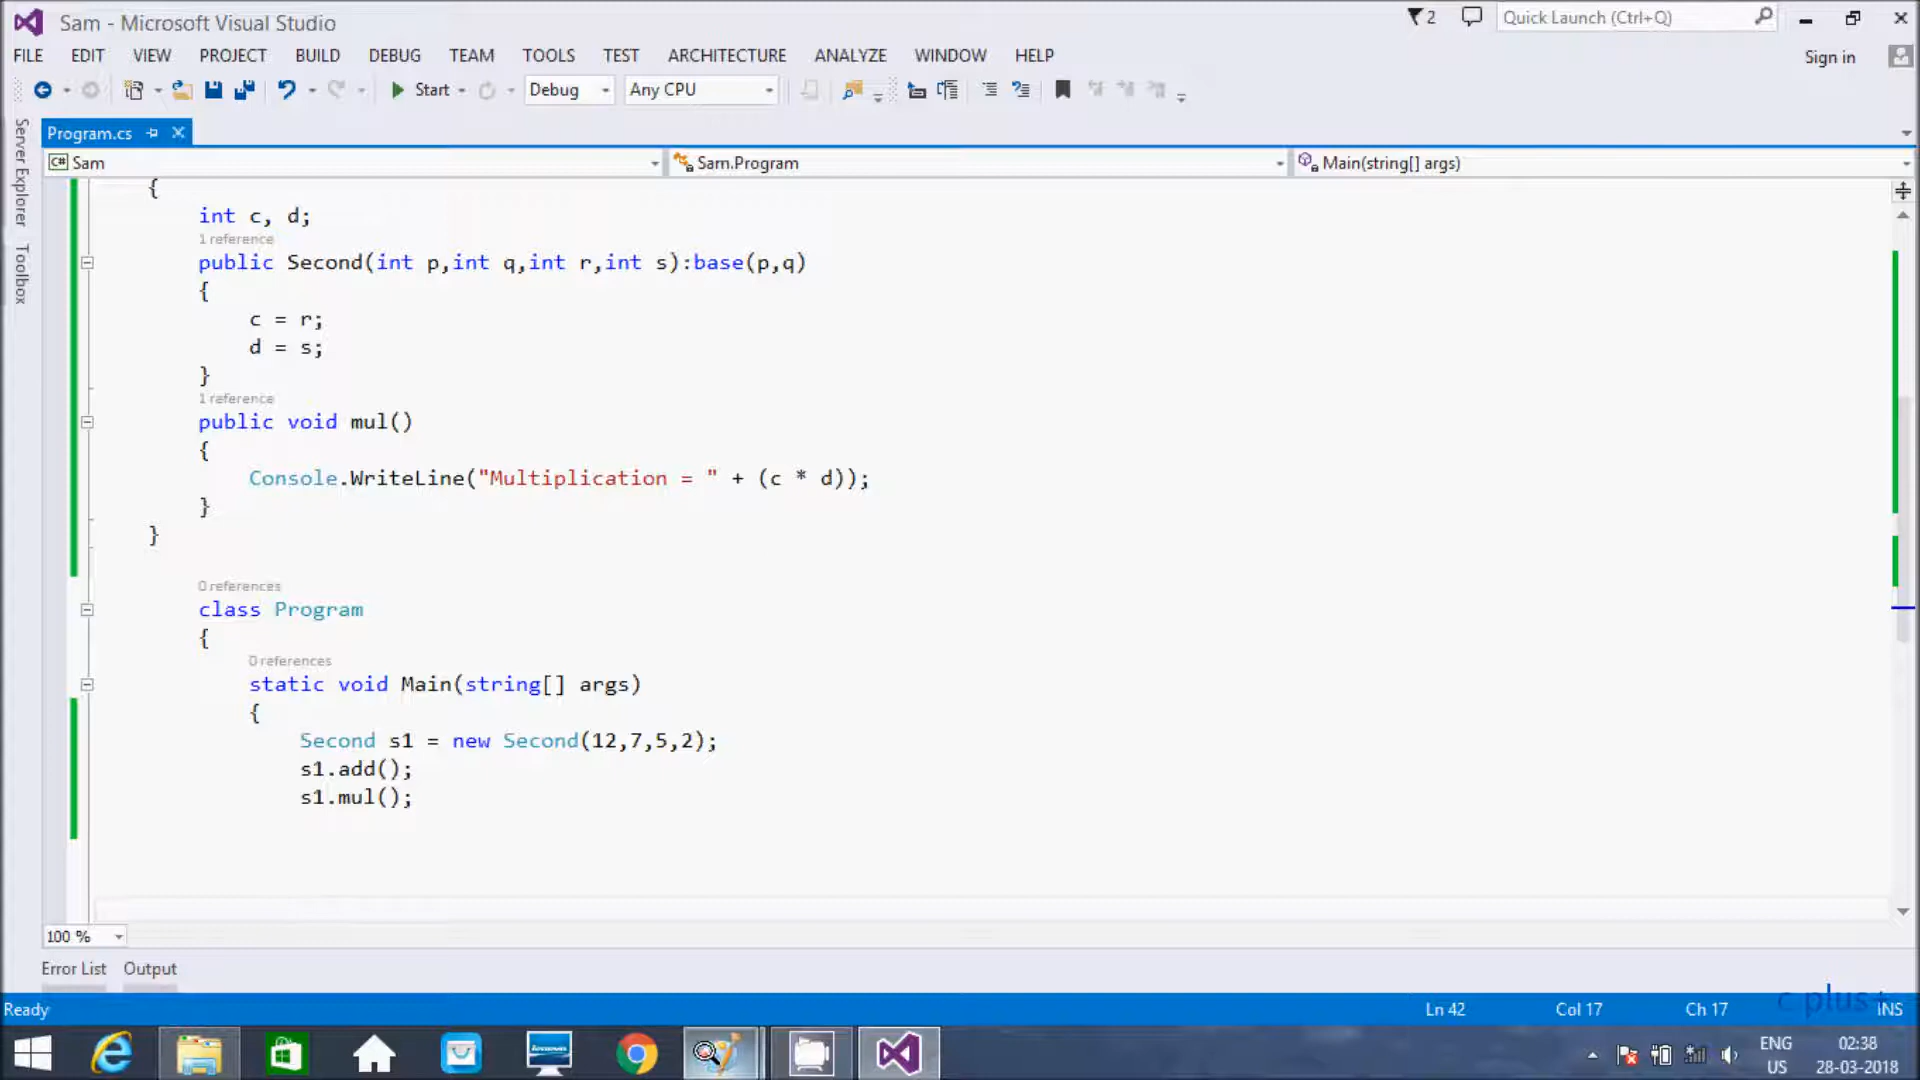 Sam - Microsoft Visual Studio
2
Quick Launch (Ctrl+Q)
FILE EDIT VIEW PROJECT BUILD DEBUG TEAM TOOLS TEST ARCHITECTURE ANALYZE WINDOW HELP
Sign in
Start Debug Any CPU
Server Explorer
Toolbox
Program.cs
C# Sam
Sam.Program
Main(string[] args)
{
int c, d;
1 reference
public Second(int p,int q,int r,int s):base(p,q)
{
c = r;
d = s;
}
1 reference
public void mul()
{
Console.WriteLine("Multiplication = " + (c * d));
}
}
0 references
class Program
{
0 references
static void Main(string[] args)
{
Second s1 = new Second(12,7,5,2);
s1.add();
s1.mul();
100 %
Error List Output
Ready
Ln 42 Col 17 Ch 17 INS
c plus+
ENG
US
02:38
28-03-2018